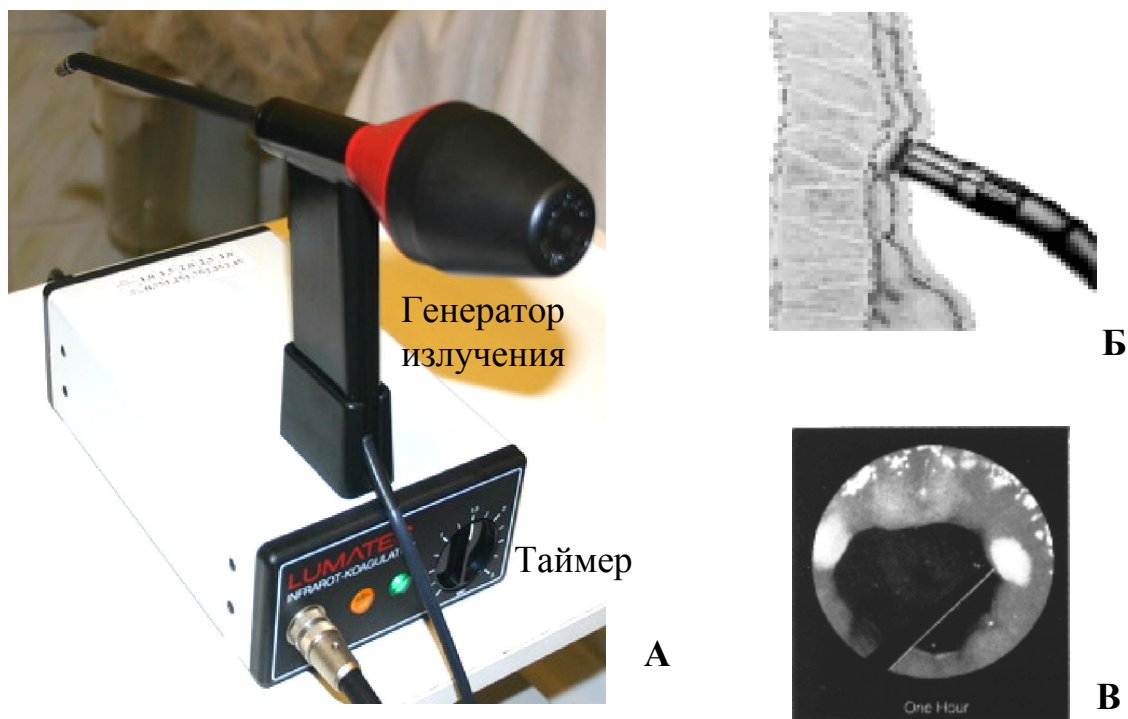 Генератор
излучения
LUMATEC
INFRAROT-KOAGULATOR
Таймер
А
Б
One Hour
В